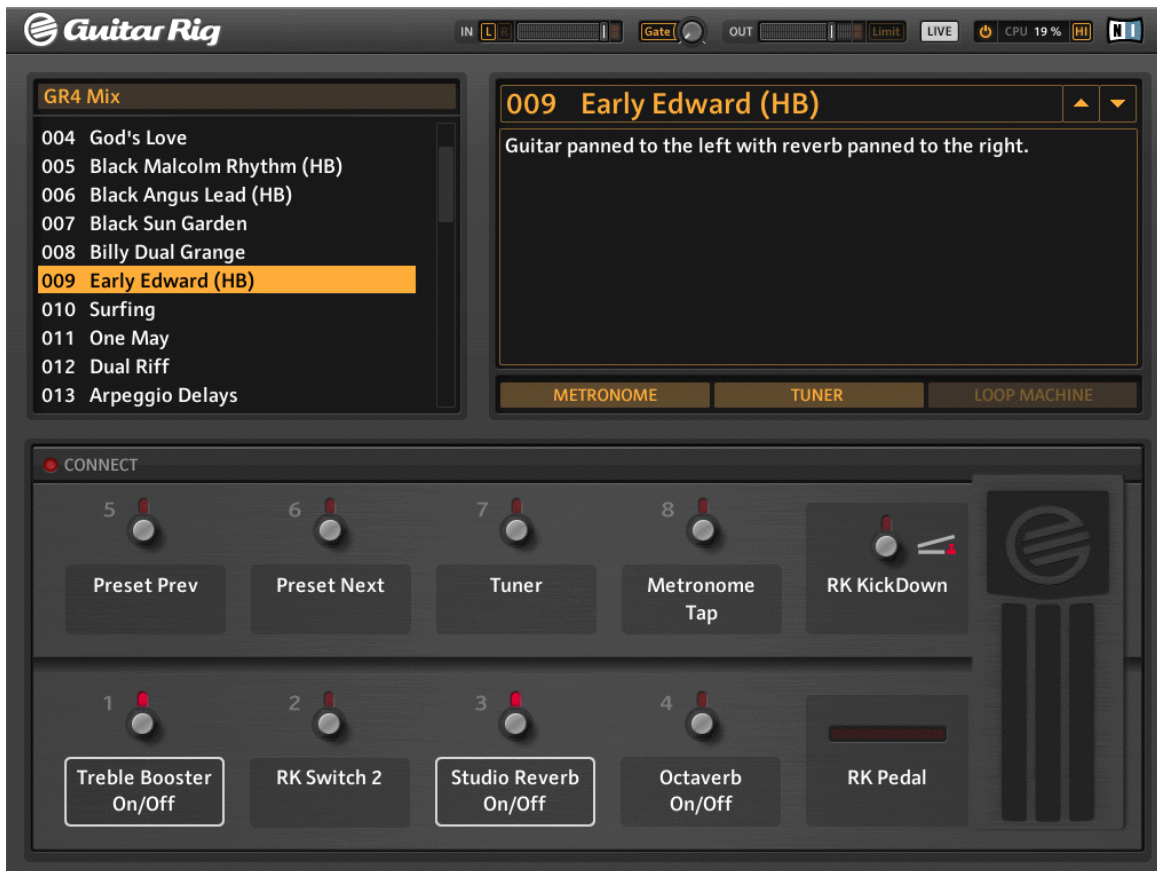 Guitar Rig
IN L R Gate OUT Limit LIVE CPU 19 % HI N I
GR4 Mix
004 God's Love
005 Black Malcolm Rhythm (HB)
006 Black Angus Lead (HB)
007 Black Sun Garden
008 Billy Dual Grange
009 Early Edward (HB)
010 Surfing
011 One May
012 Dual Riff
013 Arpeggio Delays
009 Early Edward (HB)
Guitar panned to the left with reverb panned to the right.
METRONOME TUNER LOOP MACHINE
CONNECT
5 6 7 8
Preset Prev Preset Next Tuner Metronome RK KickDown
Tap
1 2 3 4
Treble Booster RK Switch 2 Studio Reverb Octaverb RK Pedal
On/Off On/Off On/Off